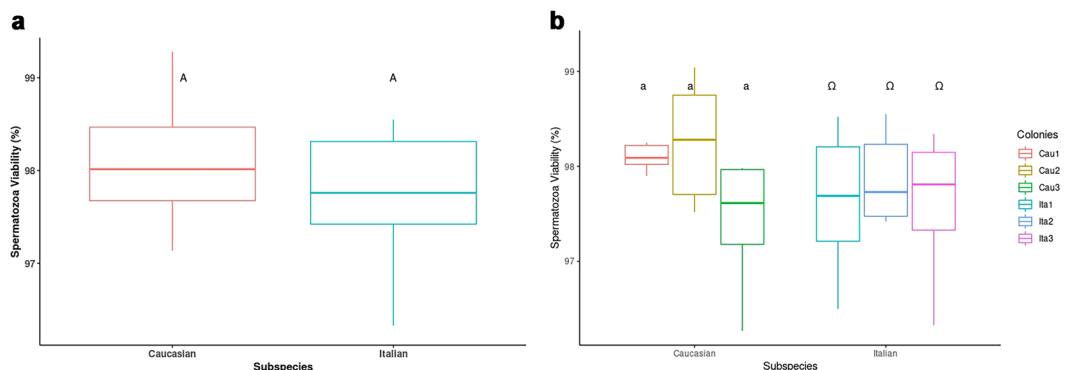 a
Spermatozoa Viability (%)
99
98
97
A
A
Caucasian
Italian
Subspecies
b
Spermatozoa Viability (%)
99
98
97
a
a
a
Ω
Ω
Ω
Caucasian
Italian
Subspecies
Colonies
Cau1
Cau2
Cau3
Ita1
Ita2
Ita3